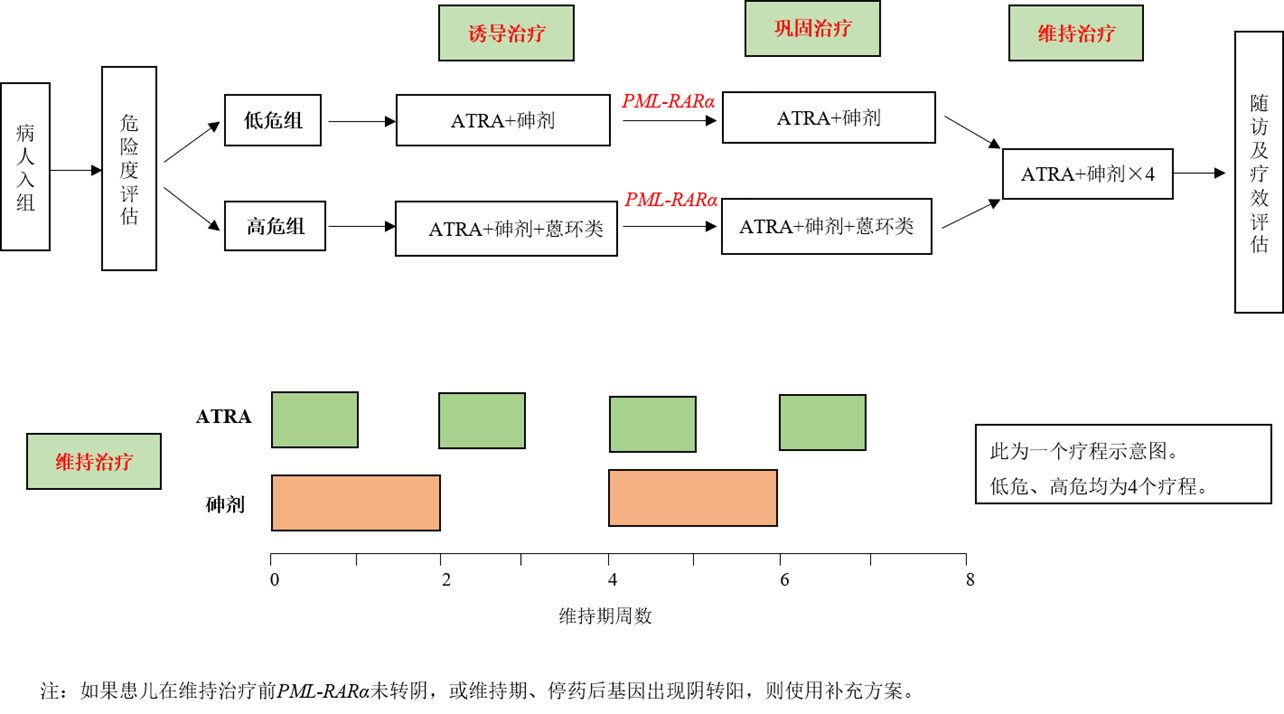 诱导治疗
巩固治疗
维持治疗
病人入组
危险度评估
低危组
ATRA+砷剂
PML-RARα
ATRA+砷剂
高危组
ATRA+砷剂+蒽环类
PML-RARα
ATRA+砷剂+蒽环类
ATRA+砷剂×4
随访及疗效评估
维持治疗
ATRA
砷剂
0 2 4 6 8
维持期周数
此为一个疗程示意图。
低危、高危均为4个疗程。
注：如果患儿在维持治疗前PML-RARα未转阴，或维持期、停药后基因出现阴转阳，则使用补充方案。